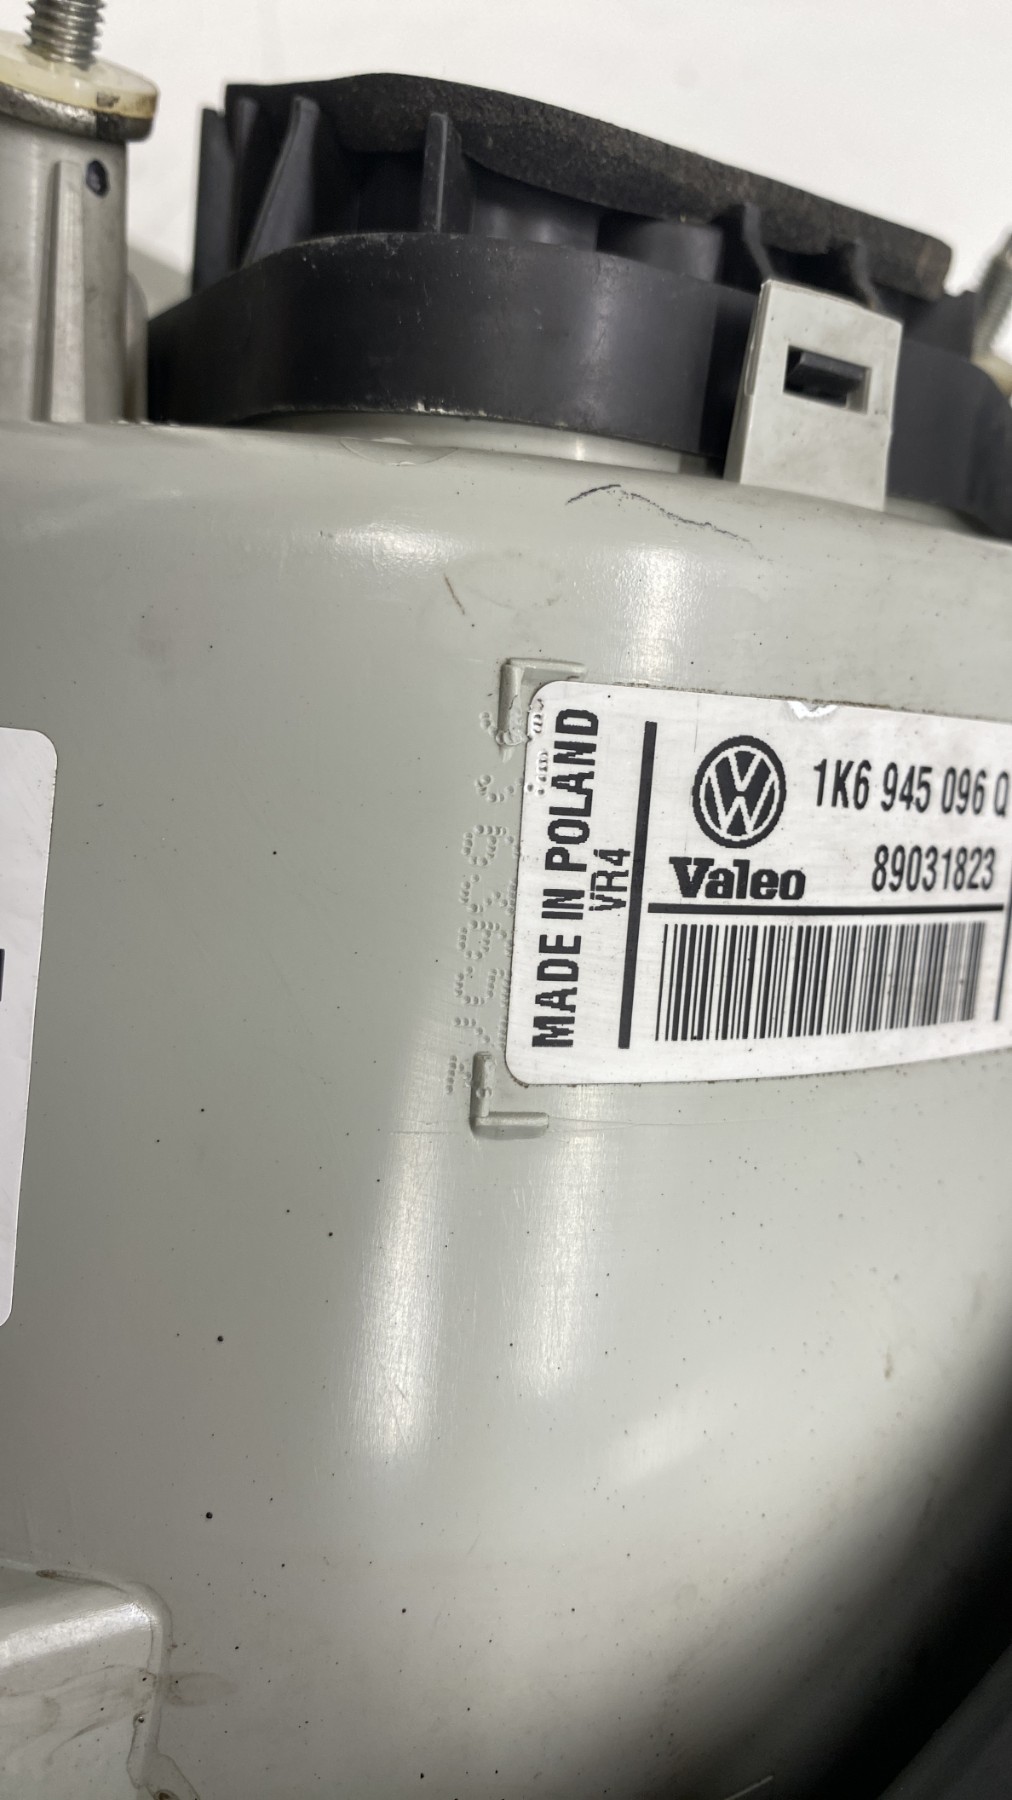 MADE IN POLAND
VR4
1K6 945 096 Q
Valeo
89031823